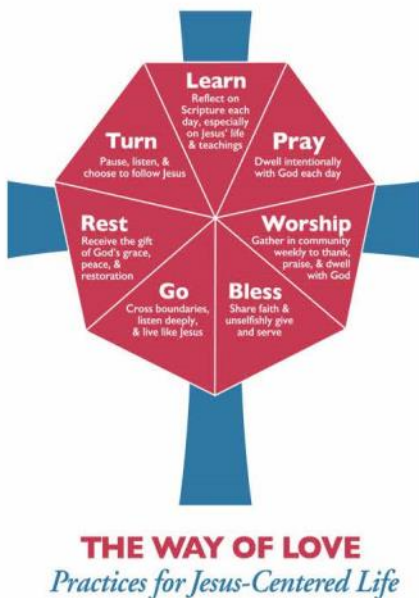 Learn
Reflect on
Scripture each
day, especially
on Jesus' life
& teachings
Pray
Dwell intentionally
with God each day
Worship
Gather in community
weekly to thank,
praise, & dwell
with God
Bless
Share faith &
unselfishly give
and serve
Go
Cross boundaries,
listen deeply,
& live like Jesus
Rest
Receive the gift
of God's grace,
peace, &
restoration
Turn
Pause, listen, &
choose to follow Jesus
THE WAY OF LOVE
Practices for Jesus-Centered Life